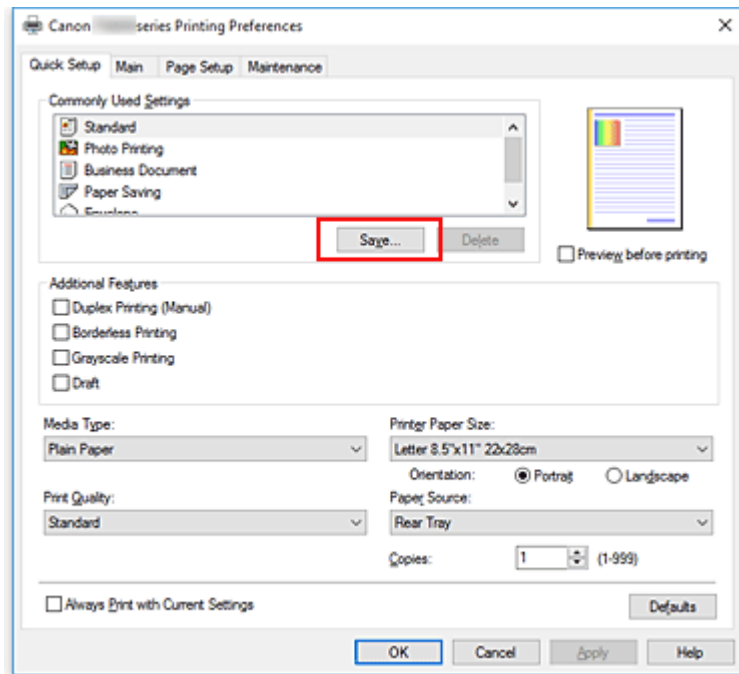 Canon series Printing Preferences
Quick Setup Main Page Setup Maintenance
Commonly Used Settings
Standard
Photo Printing
Business Document
Paper Saving
Envelope
Save... Delete
Preview before printing
Additional Features
Duplex Printing (Manual)
Borderless Printing
Grayscale Printing
Draft
Media Type: Printer Paper Size:
Plain Paper Letter 8.5"x11" 22x28cm
Orientation: Portrait Landscape
Print Quality: Paper Source:
Standard Rear Tray
Copies: 1 (1-999)
Always Print with Current Settings Defaults
OK Cancel Apply Help